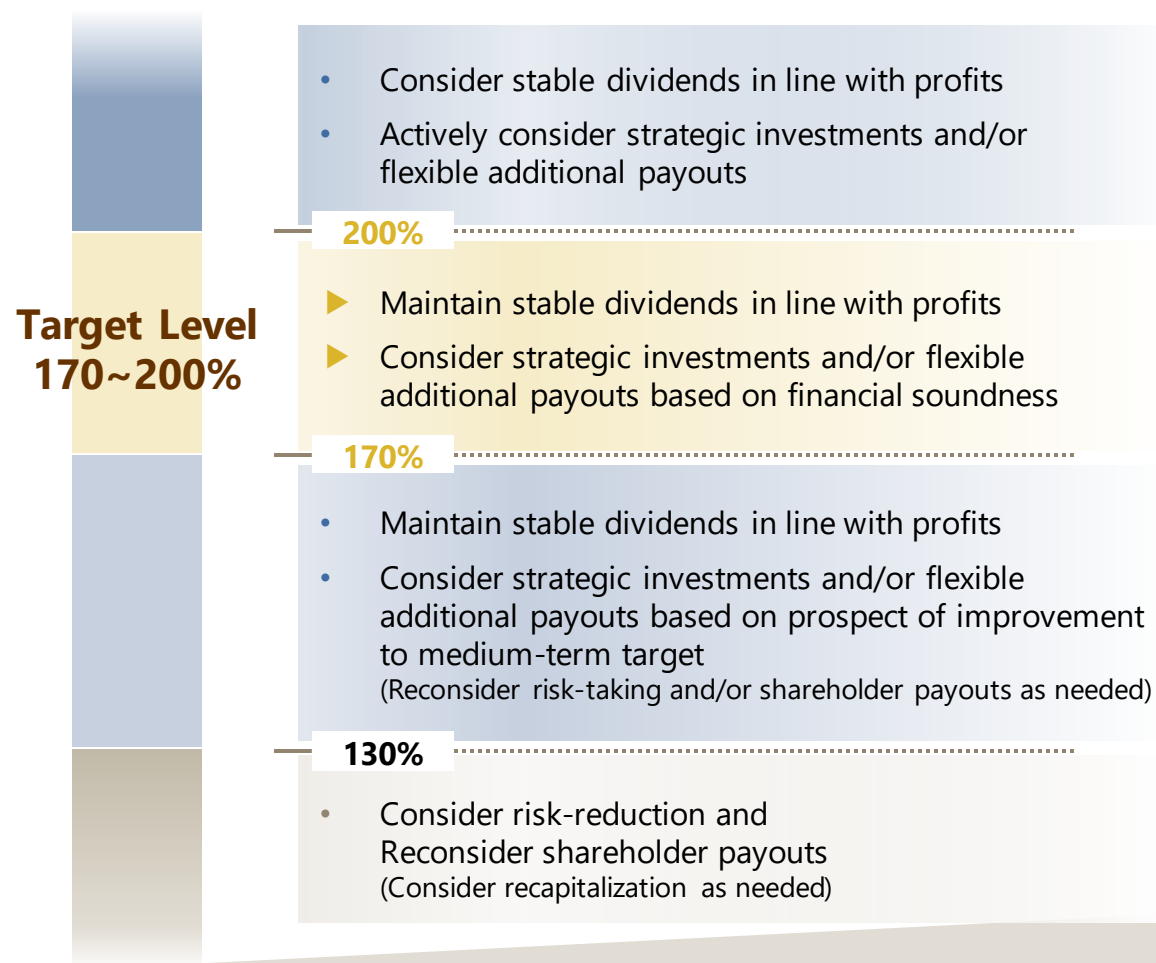 • Consider stable dividends in line with profits
• Actively consider strategic investments and/or
flexible additional payouts
200%
Target Level
170~200%
▶ Maintain stable dividends in line with profits
▶ Consider strategic investments and/or flexible
additional payouts based on financial soundness
170%
• Maintain stable dividends in line with profits
• Consider strategic investments and/or flexible
additional payouts based on prospect of improvement
to medium-term target
(Reconsider risk-taking and/or shareholder payouts as needed)
130%
• Consider risk-reduction and
Reconsider shareholder payouts
(Consider recapitalization as needed)